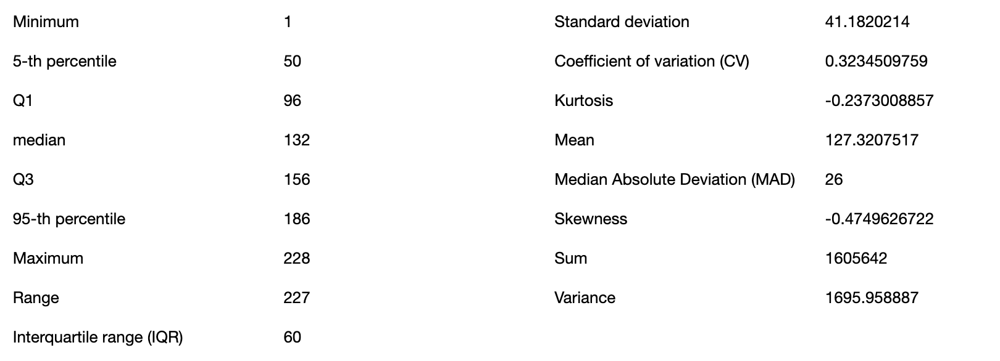 Minimum 1
5-th percentile 50
Q1 96
median 132
Q3 156
95-th percentile 186
Maximum 228
Range 227
Interquartile range (IQR) 60
Standard deviation 41.1820214
Coefficient of variation (CV) 0.3234509759
Kurtosis -0.2373008857
Mean 127.3207517
Median Absolute Deviation (MAD) 26
Skewness -0.4749626722
Sum 1605642
Variance 1695.958887